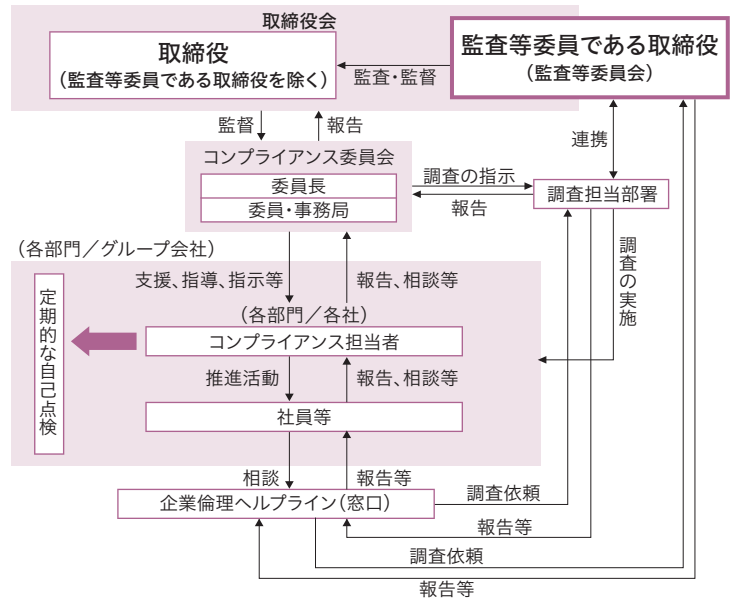 取締役会
取締役
(監査等委員である取締役を除く)
監査等委員である取締役
(監査等委員会)
監査・監督
監督
報告
連携
コンプライアンス委員会
委員長
委員・事務局
調査の指示
報告
調査担当部署
(各部門／グループ会社)
支援、指導、指示等
報告、相談等
調査の実施
定期的な自己点検
(各部門／各社)
コンプライアンス担当者
推進活動
報告、相談等
社員等
相談
報告等
企業倫理ヘルプライン(窓口)
調査依頼
報告等
調査依頼
報告等